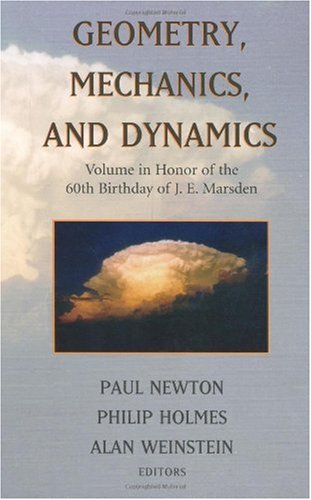 GEOMETRY,
MECHANICS,
AND DYNAMICS
Volume in Honor of the
60th Birthday of J. E. Marsden
PAUL NEWTON
PHILIP HOLMES
ALAN WEINSTEIN
EDITORS